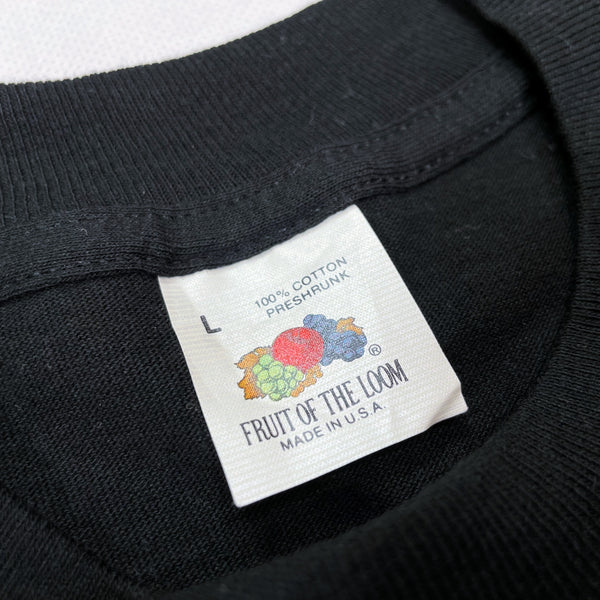 100% COTTON
PRESHRUNK
L
®
FRUIT OF THE LOOM
MADE IN U.S.A.